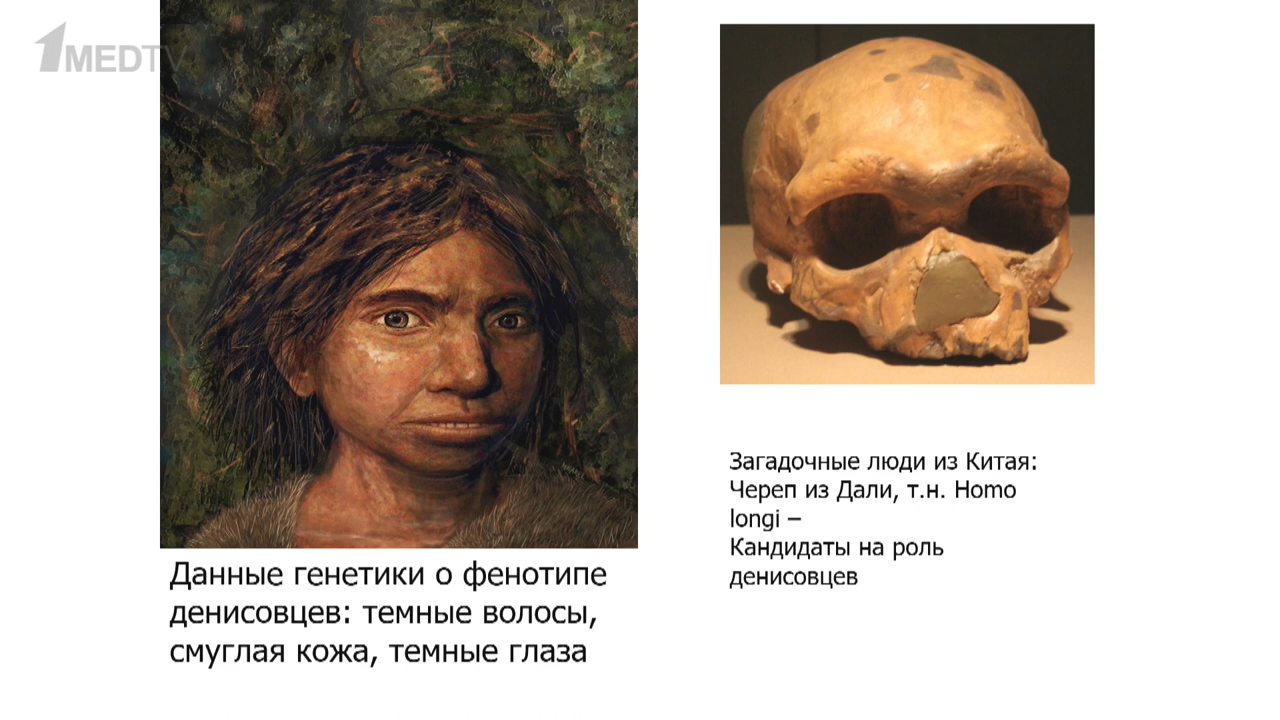 1MEDTV
Данные генетики о фенотипе
денисовцев: темные волосы,
смуглая кожа, темные глаза
Загадочные люди из Китая:
Череп из Дали, т.н. Homo
longi –
Кандидаты на роль
денисовцев